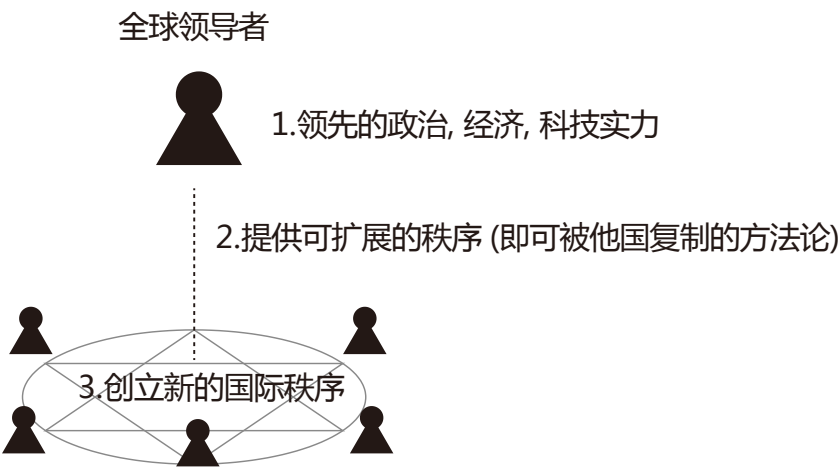 全球领导者
1.领先的政治, 经济, 科技实力
2.提供可扩展的秩序 (即可被他国复制的方法论)
3.创立新的国际秩序